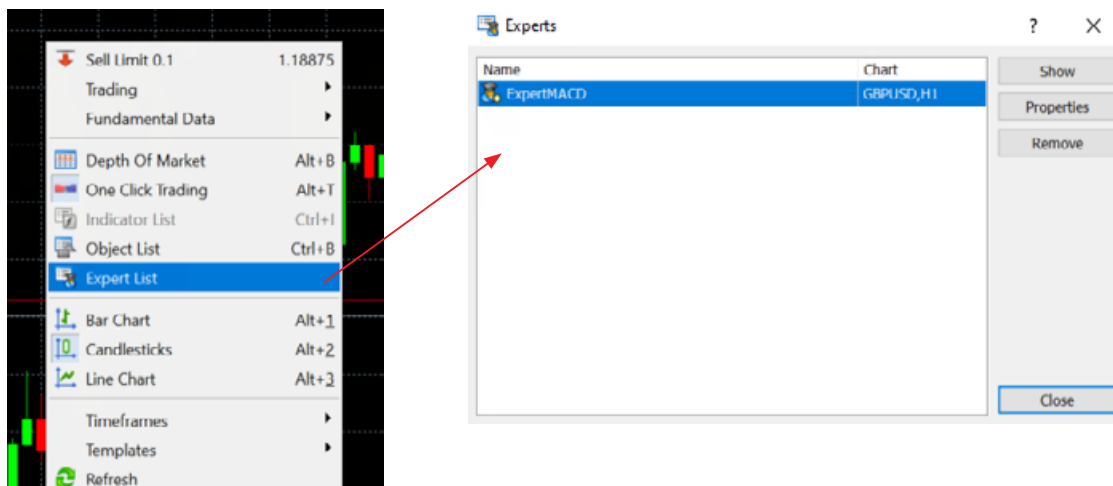 Sell Limit 0.1 1.18875
Trading
Fundamental Data
Depth Of Market Alt+B
One Click Trading Alt+T
Indicator List Ctrl+I
Object List Ctrl+B
Expert List
Bar Chart Alt+1
Candlesticks Alt+2
Line Chart Alt+3
Timeframes
Templates
Refresh
Experts ? X
Name Chart
ExpertMACD GBPUSD,H1
Show
Properties
Remove
Close